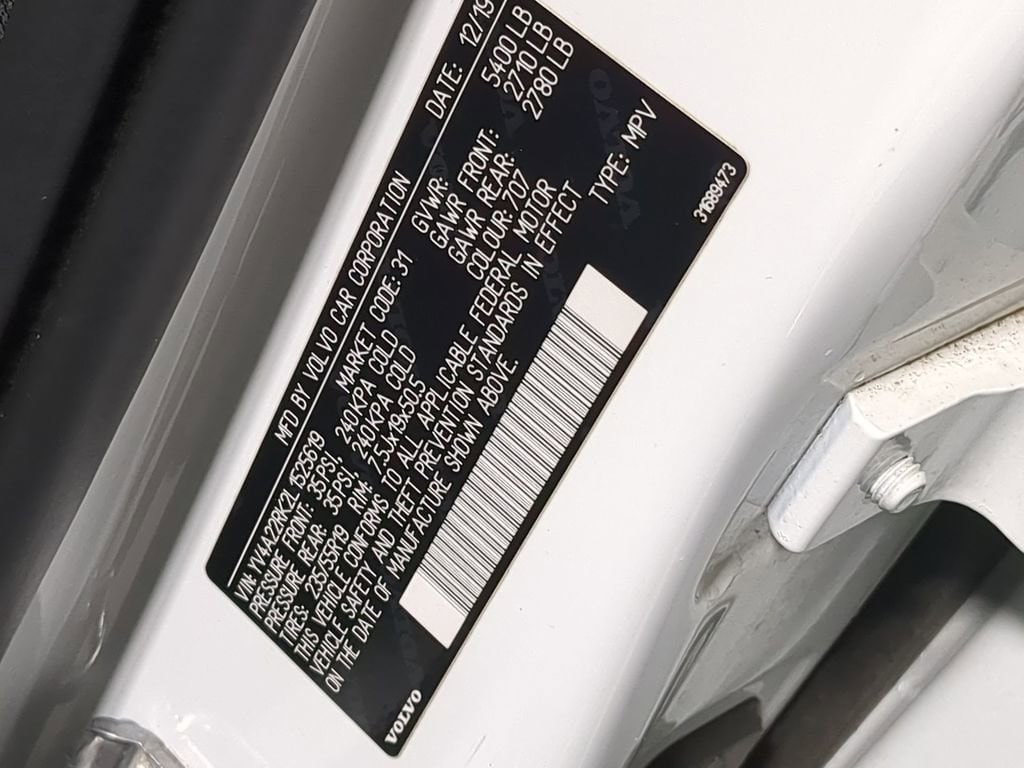 MFD BY VOLVO CAR CORPORATION DATE: 12/19
VIN: YV4A22RK2L1523619 MARKET CODE: 31 GVWR: 5400 LB
PRESSURE FRONT: 35PSI, 240KPA COLD GAWR FRONT: 2710 LB
PRESSURE REAR: 35PSI, 240KPA COLD GAWR REAR: 2780 LB
TIRES: 235/55R19 RIM: 7.5JX19X50.5 COLOUR: 707
THIS VEHICLE CONFORMS TO ALL APPLICABLE FEDERAL MOTOR
VEHICLE SAFETY AND THEFT PREVENTION STANDARDS IN EFFECT
ON THE DATE OF MANUFACTURE SHOWN ABOVE. TYPE: MPV
VOLVO
31689473